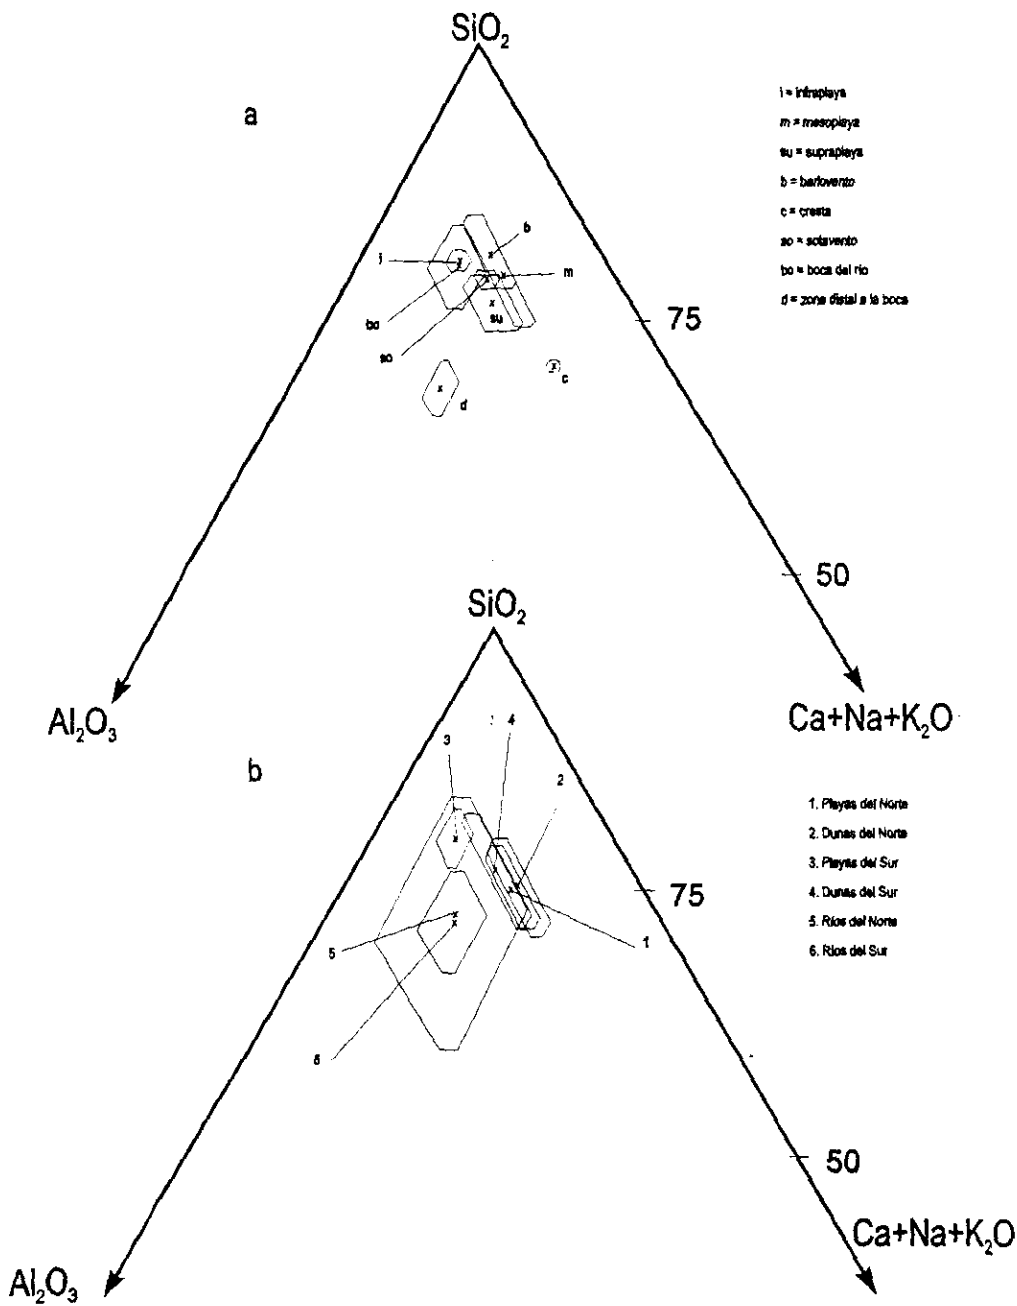 SiO₂
a
i = infraplaya
m = mesoplaya
su = supraplaya
b = barlovento
c = cresta
so = sotavento
bo = boca del río
d = zona distal a la boca
b
i
m
bo
su
so
75
c
d
50
Al₂O₃
Ca+Na+K₂O
SiO₂
b
3
4
2
1. Playas del Norte
2. Dunas del Norte
3. Playas del Sur
4. Dunas del Sur
5. Ríos del Norte
6. Ríos del Sur
75
5
1
6
50
Ca+Na+K₂O
Al₂O₃